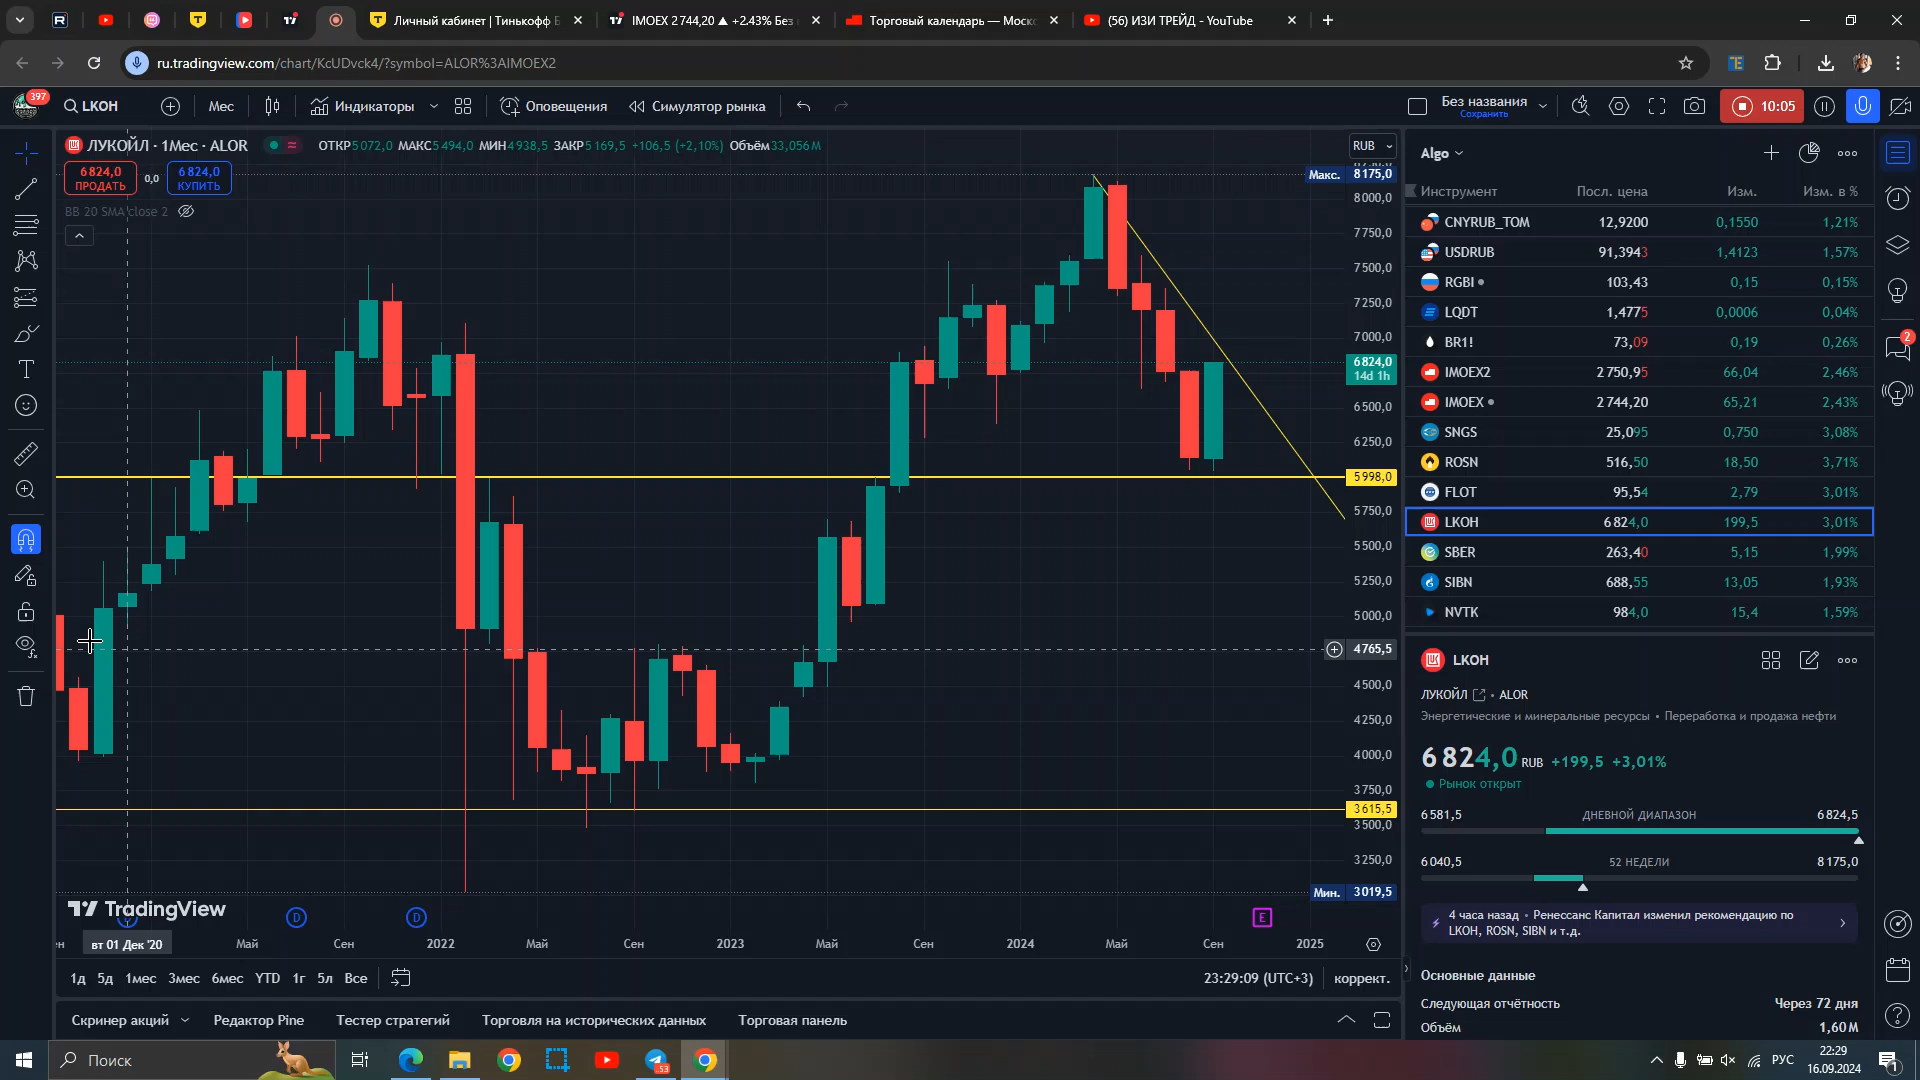 Личный кабинет | Тинькофф Б
IMOEX 2 744,20 ▲ +2.43% Без
Торговый календарь — Моск
(56) ИЗИ ТРЕЙД - YouTube
ru.tradingview.com/chart/KcUDvck4/?symbol=ALOR%3AIMOEX2
397
LKOH
Мес
Индикаторы
Оповещения
Симулятор рынка
Без названия
Сохранить
10:05
ЛУКОЙЛ · 1Мес · ALOR
ОТКР5 072,0 МАКС5 494,0 МИН4 938,5 ЗАКР5 169,5 +106,5 (+2,10%) Объём33,056 M
6 824,0
ПРОДАТЬ
0,0
6 824,0
КУПИТЬ
BB 20 SMA close 2
RUB
Макс. 8 175,0
8000,0
7750,0
7500,0
7250,0
7000,0
6 824,0
14d 1h
6500,0
6250,0
5 998,0
5750,0
5500,0
5250,0
5000,0
4765,5
4500,0
4250,0
4000,0
3750,0
3 615,5
3500,0
3250,0
Мин. 3 019,5
TradingView
D
D
E
вт 01 Дек '20
Май
Сен
2022
Май
Сен
2023
Май
Сен
2024
Май
Сен
2025
1д 5д 1мес 3мес 6мес YTD 1г 5л Все
23:29:09 (UTC+3)
коррект.
Скринер акций
Редактор Pine
Тестер стратегий
Торговля на исторических данных
Торговая панель
Algo
Инструмент Посл. цена Изм. Изм. в %
CNYRUB_TOM 12,9200 0,1550 1,21%
USDRUB 91,3943 1,4123 1,57%
RGBI 103,43 0,15 0,15%
LQDT 1,4775 0,0006 0,04%
BR1! 73,09 0,19 0,26%
IMOEX2 2 750,95 66,04 2,46%
IMOEX 2 744,20 65,21 2,43%
SNGS 25,095 0,750 3,08%
ROSN 516,50 18,50 3,71%
FLOT 95,54 2,79 3,01%
LKOH 6 824,0 199,5 3,01%
SBER 263,40 5,15 1,99%
SIBN 688,55 13,05 1,93%
NVTK 984,0 15,4 1,59%
2
LKOH
ЛУКОЙЛ • ALOR
Энергетические и минеральные ресурсы • Переработка и продажа нефти
6 824,0 RUB +199,5 +3,01%
Рынок открыт
6 581,5 ДНЕВНОЙ ДИАПАЗОН 6 824,5
6 040,5 52 НЕДЕЛИ 8 175,0
4 часа назад • Ренессанс Капитал изменил рекомендацию по
LKOH, ROSN, SIBN и т.д.
Основные данные
Следующая отчётность Через 72 дня
Объём 1,60 M
Поиск
53
РУС
22:29
16.09.2024
1